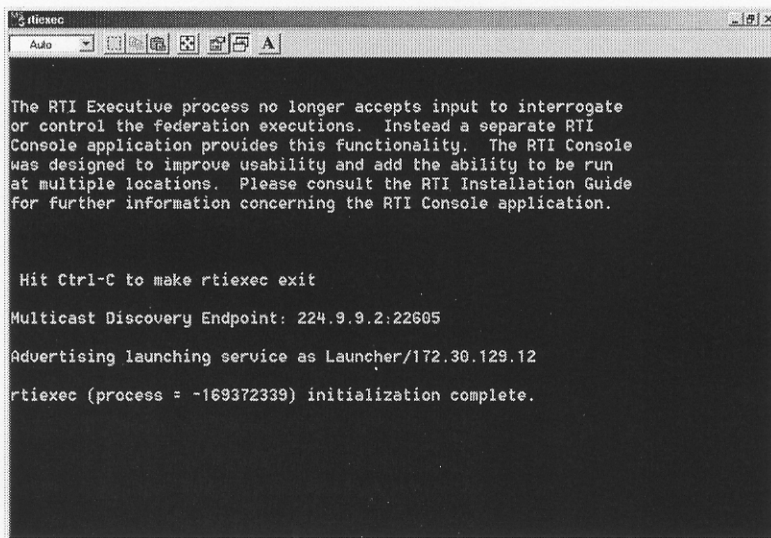 rtiexec
Auto
A
The RTI Executive process no longer accepts input to interrogate
or control the federation executions. Instead a separate RTI
Console application provides this functionality. The RTI Console
was designed to improve usability and add the ability to be run
at multiple locations. Please consult the RTI Installation Guide
for further information concerning the RTI Console application.
Hit Ctrl-C to make rtiexec exit
Multicast Discovery Endpoint: 224.9.9.2:22605
Advertising launching service as Launcher/172.30.129.12
rtiexec (process = -169372339) initialization complete.